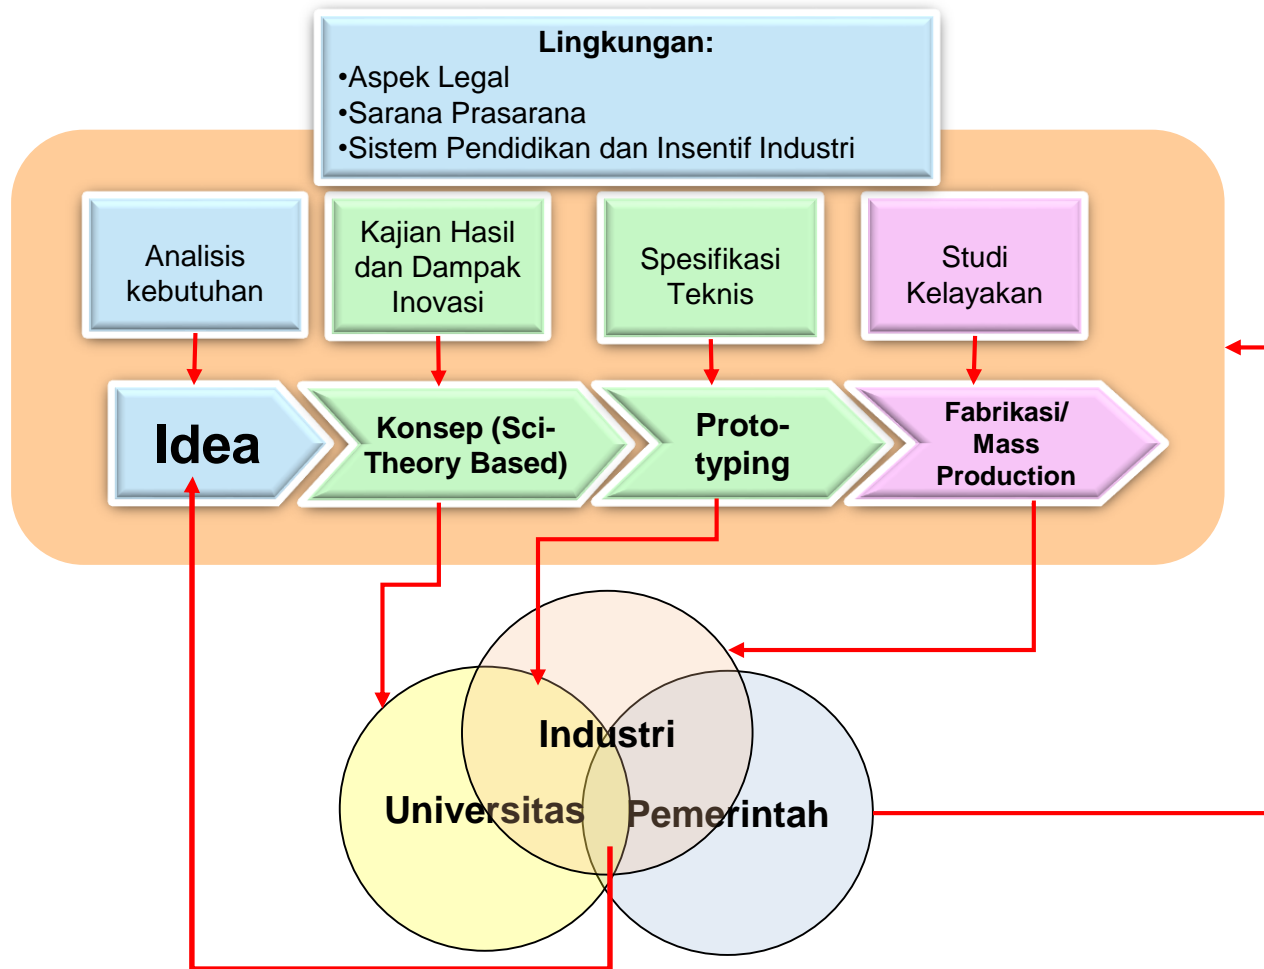 Lingkungan:
•Aspek Legal
•Sarana Prasarana
•Sistem Pendidikan dan Insentif Industri
Analisis
kebutuhan
Kajian Hasil
dan Dampak
Inovasi
Spesifikasi
Teknis
Studi
Kelayakan
Idea
Konsep (Sci-
Theory Based)
Proto-
typing
Fabrikasi/
Mass
Production
Industri
Universitas
Pemerintah